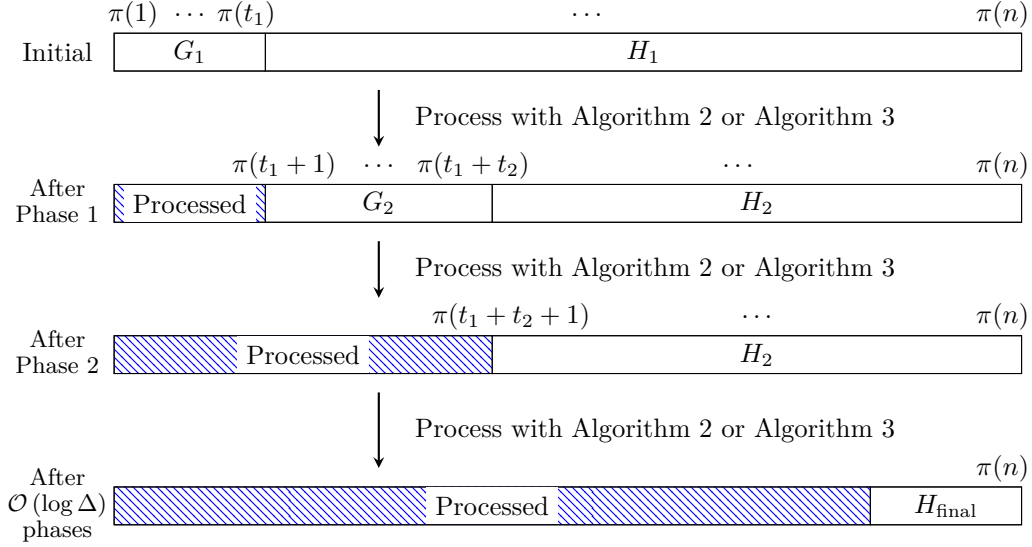 π(1) ⋯ π(t₁) ⋯ π(n)
Initial G₁ H₁
Process with Algorithm 2 or Algorithm 3
π(t₁ + 1) ⋯ π(t₁ + t₂) ⋯ π(n)
After
Phase 1
Processed G₂ H₂
Process with Algorithm 2 or Algorithm 3
π(t₁ + t₂ + 1) ⋯ π(n)
After
Phase 2
Processed H₂
Process with Algorithm 2 or Algorithm 3
π(n)
After
𝒪 (log Δ)
phases
Processed H_final